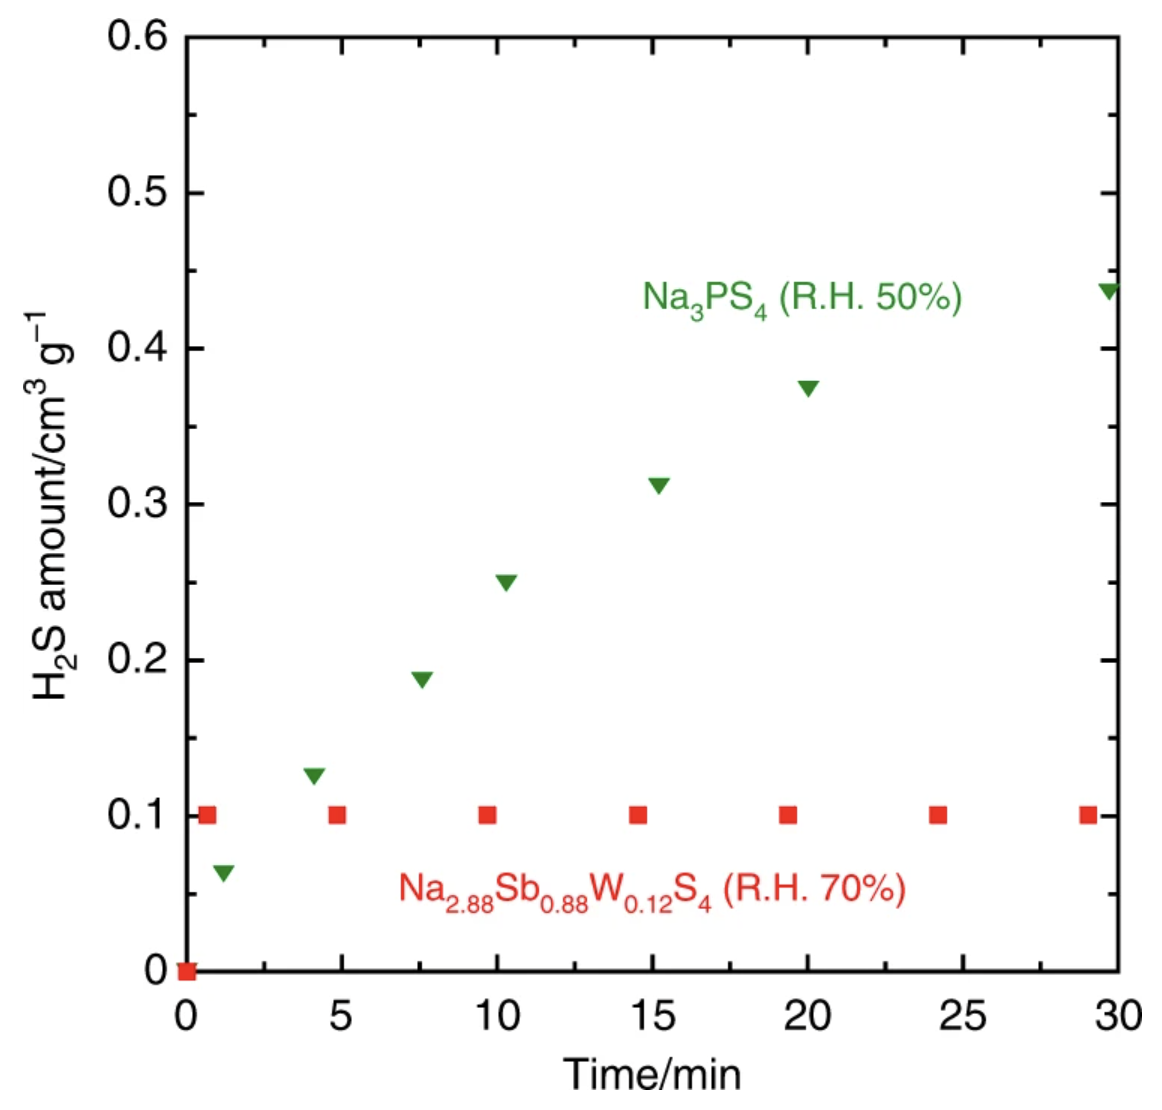 0.6
0.5
0.4
0.3
0.2
0.1
0
H₂S amount/cm³ g⁻¹
Na₃PS₄ (R.H. 50%)
Na₂.₈₈Sb₀.₈₈W₀.₁₂S₄ (R.H. 70%)
0 5 10 15 20 25 30
Time/min